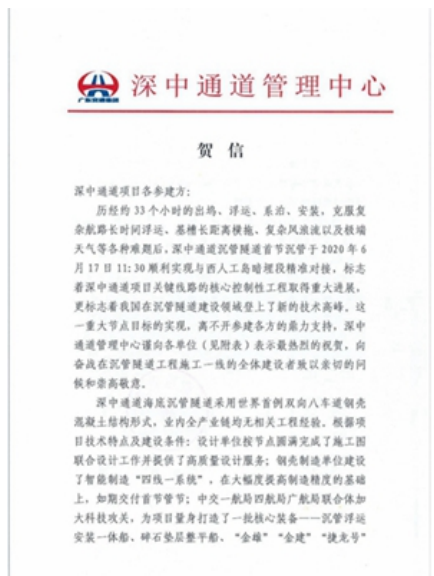 广东交通集团
深中通道管理中心
贺信
深中通道项目各参建方：
历经约33个小时的出坞、浮运、系泊、安装，克服复
杂航路长时间浮运、基槽长距离横拖、复杂风浪流以及极端
天气等各种难题后，深中通道沉管隧道首节沉管于2020年6
月17日11:30顺利实现与西人工岛暗埋段精准对接，标志
着深中通道项目关键线路的核心控制性工程取得重大进展，
更标志着我国在沉管隧道建设领域登上了新的技术高峰。这
一重大节点目标的实现，离不开参建各方的鼎力支持，深中
通道管理中心谨向各单位（见附表）表示最热烈的祝贺，向
奋战在沉管隧道工程施工一线的全体建设者致以亲切的问
候和崇高敬意。
深中通道海底沉管隧道采用世界首例双向八车道钢壳
混凝土结构形式，业内全产业链均无相关工程经验。根据项
目技术特点及建设条件：设计单位按节点圆满完成了施工图
联合设计工作并提供了高质量设计服务；钢壳制造单位建设
了智能制造“四线一系统”，在大幅度提高制造精度的基础
上，如期交付首节管节；中交一航局四航局广航局联合体加
大科技攻关，为项目量身打造了一批核心装备——沉管浮运
安装一体船、碎石垫层整平船、“金雄”“金建”“捷龙号”